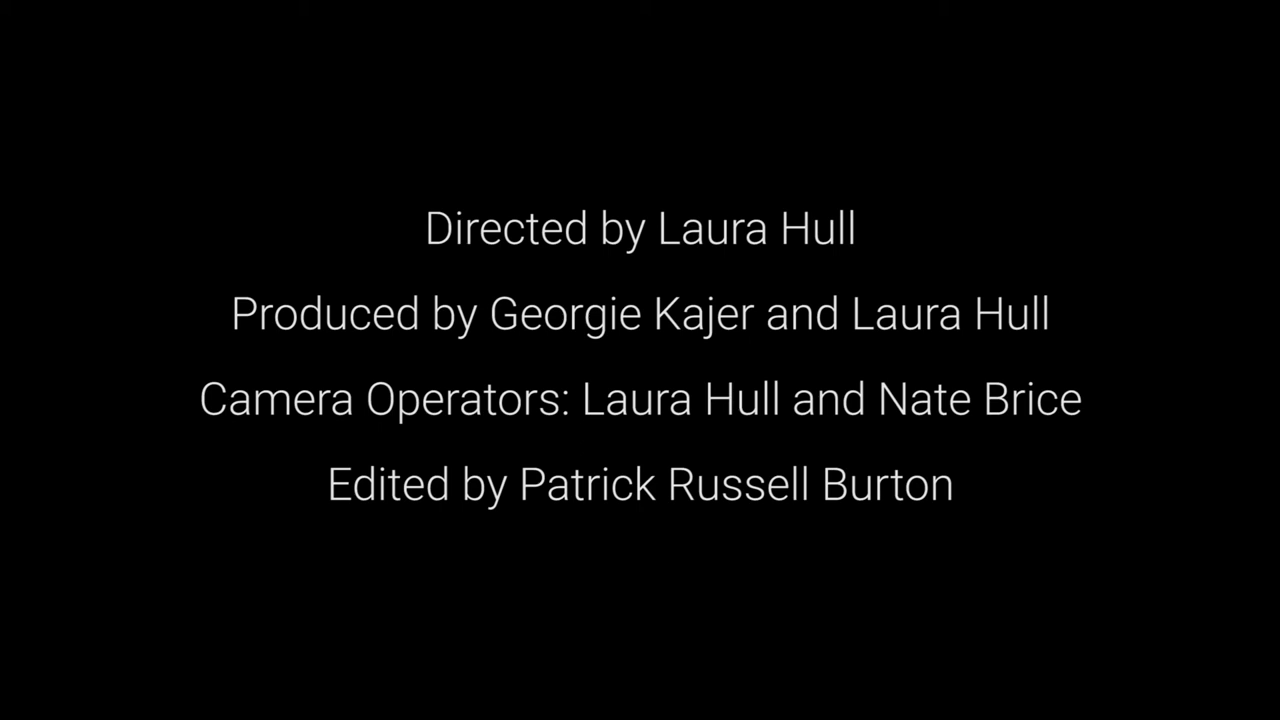 Directed by Laura Hull
Produced by Georgie Kajer and Laura Hull
Camera Operators: Laura Hull and Nate Brice
Edited by Patrick Russell Burton